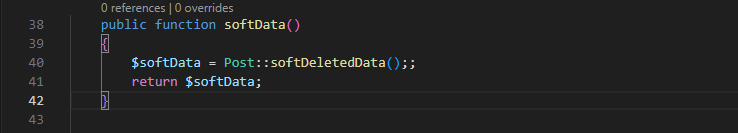 0 references | 0 overrides
38 public function softData()
39 {
40 $softData = Post::softDeletedData();;
41 return $softData;
42 }
43